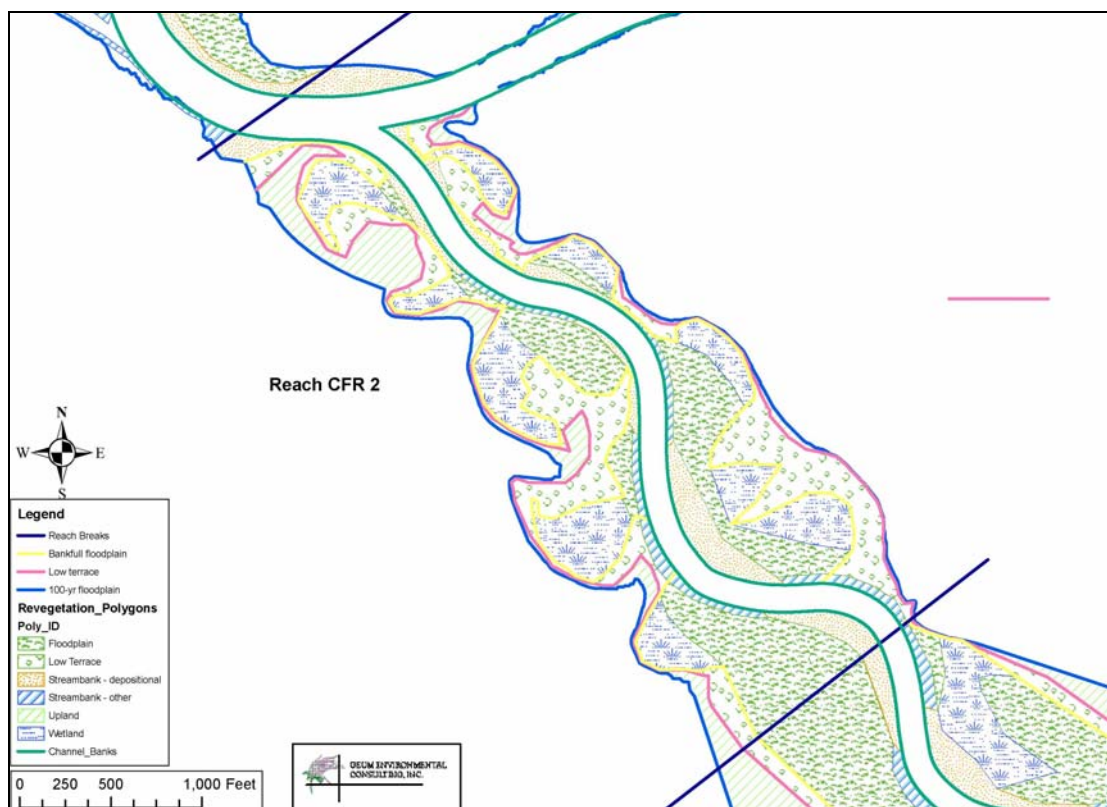 Reach CFR 2
N
W E
S
Legend
Reach Breaks
Bankfull floodplain
Low terrace
100-yr floodplain
Revegetation_Polygons
Poly_ID
Floodplain
Low Terrace
Streambank - depositional
Streambank - other
Upland
Wetland
Channel_Banks
0 250 500 1,000 Feet
GEUM ENVIRONMENTAL
CONSULTING, INC.